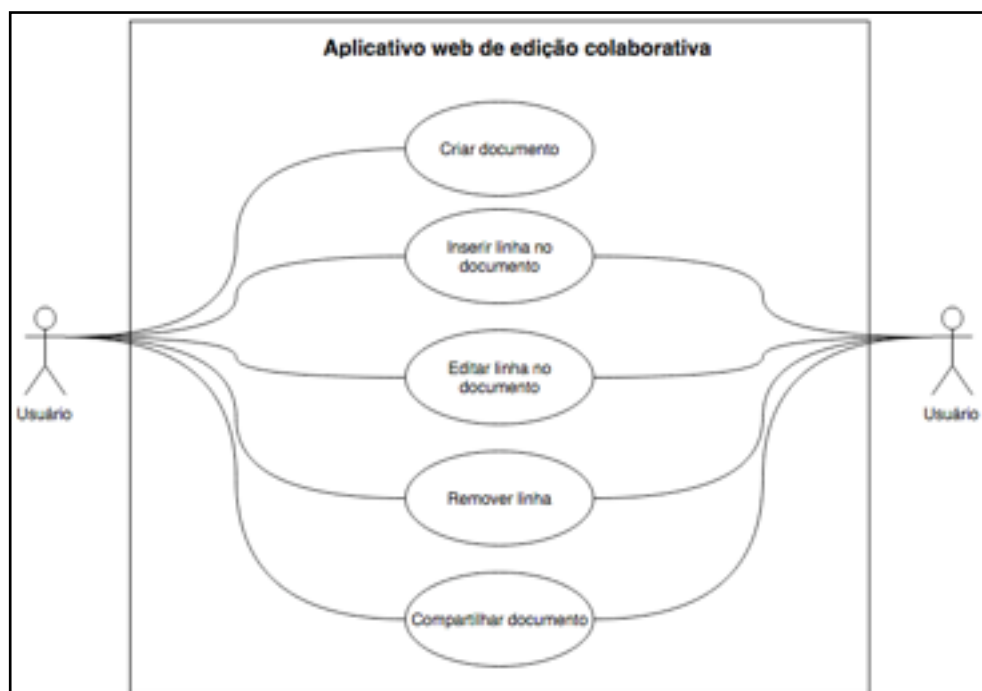 Aplicativo web de edição colaborativa
Criar documento
Inserir linha no
documento
Editar linha no
documento
Usuário
Usuário
Remover linha
Compartilhar documento